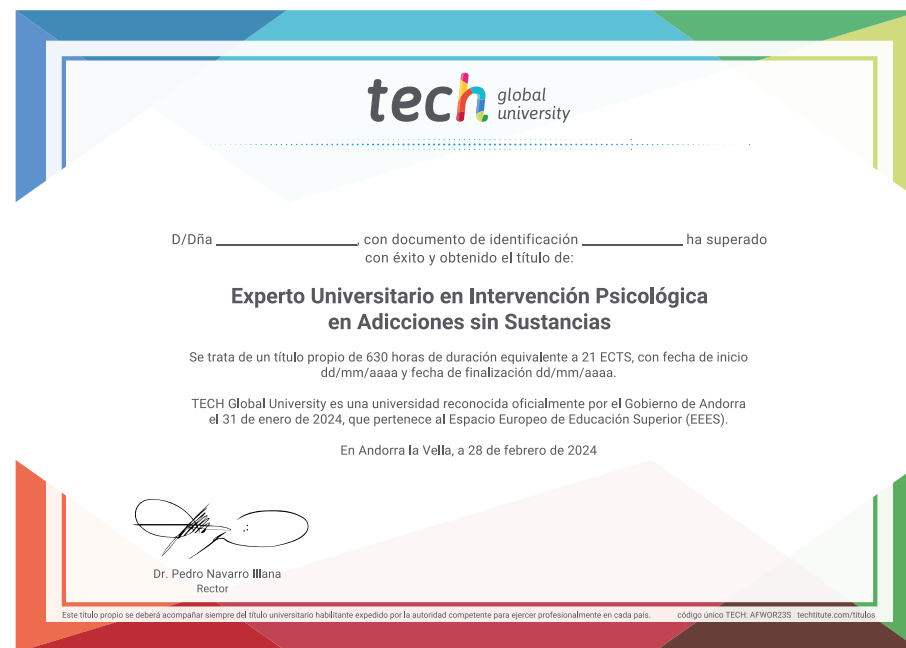 tech global university
D/Dña ____________________, con documento de identificación ______________ ha superado
con éxito y obtenido el título de:
Experto Universitario en Intervención Psicológica
en Adicciones sin Sustancias
Se trata de un título propio de 630 horas de duración equivalente a 21 ECTS, con fecha de inicio
dd/mm/aaaa y fecha de finalización dd/mm/aaaa.
TECH Global University es una universidad reconocida oficialmente por el Gobierno de Andorra
el 31 de enero de 2024, que pertenece al Espacio Europeo de Educación Superior (EEES).
En Andorra la Vella, a 28 de febrero de 2024
Dr. Pedro Navarro Illana
Rector
Este título propio se deberá acompañar siempre del título universitario habilitante expedido por la autoridad competente para ejercer profesionalmente en cada país. código único TECH: AFWOR23S techtitute.com/titulos